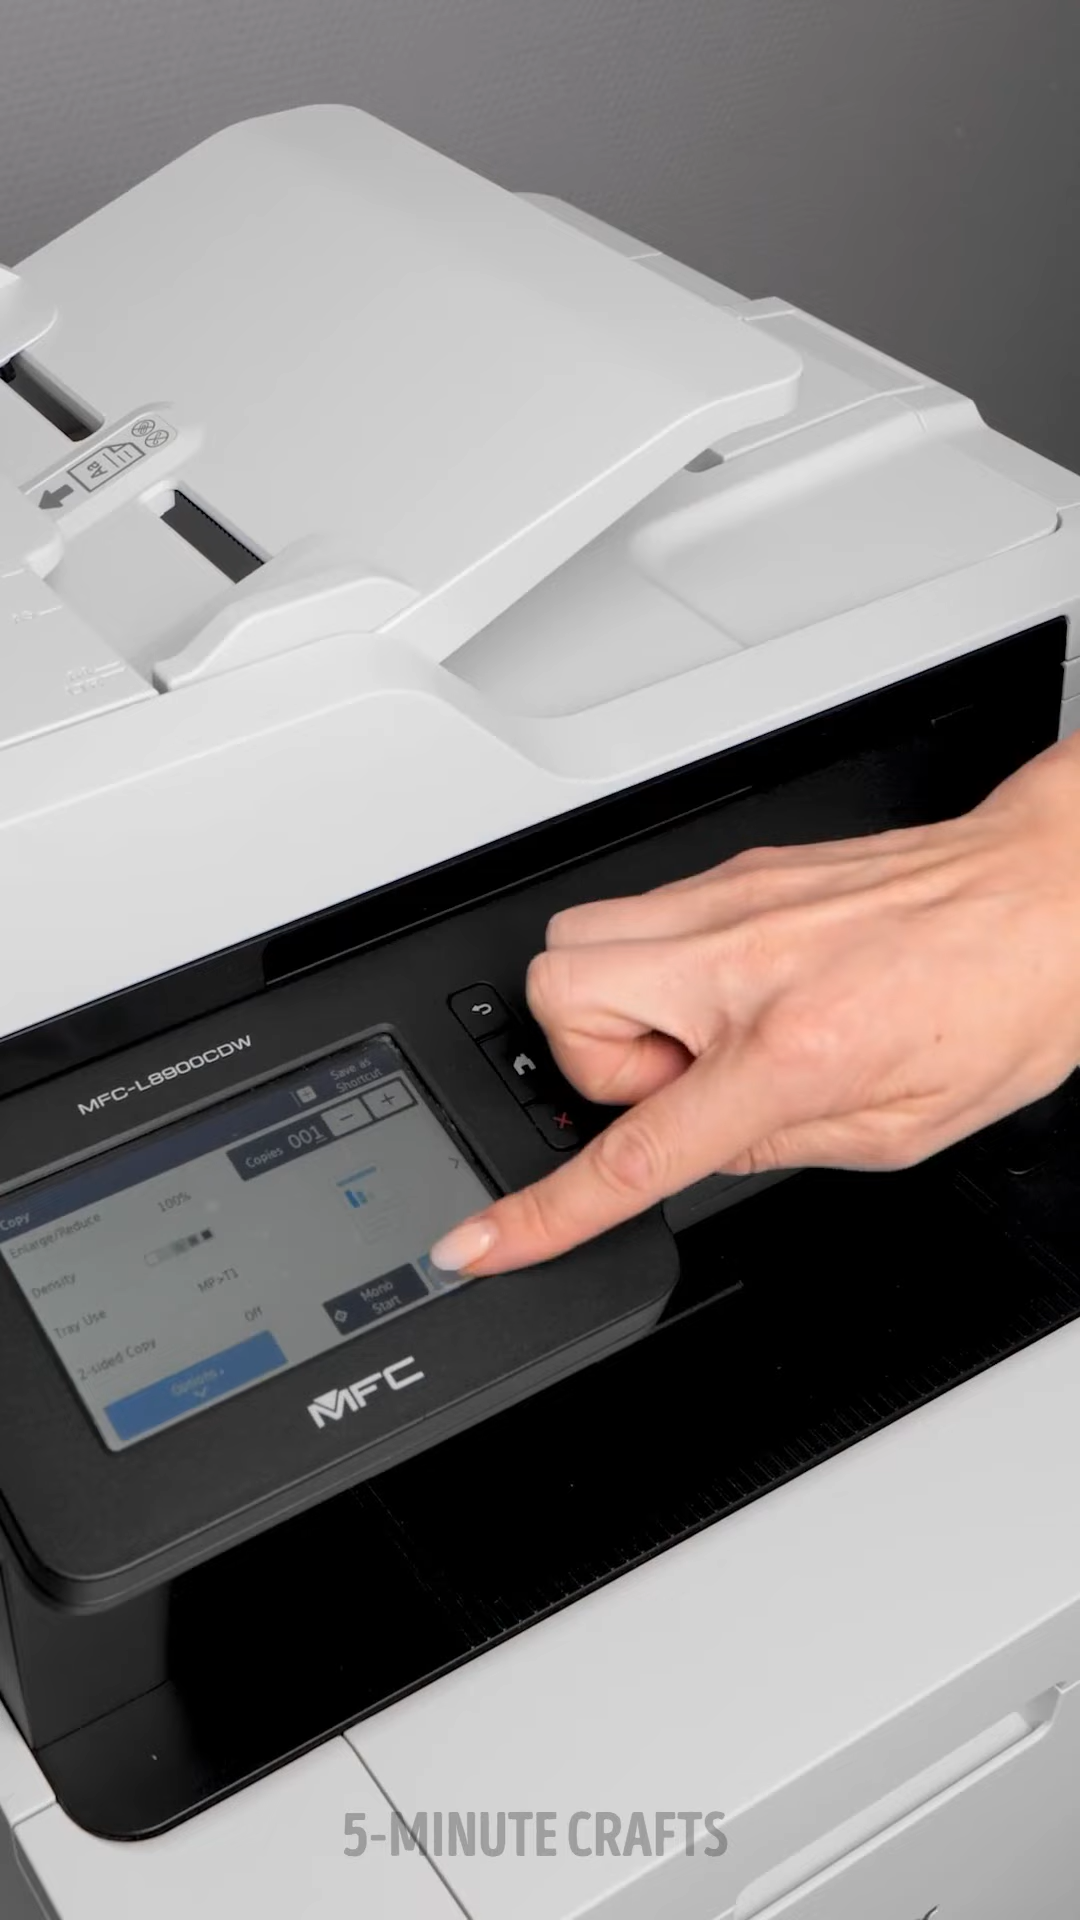 Aa
MFC-L8900CDW
Save as
Shortcut
Copies 001
- +
Copy
Enlarge/Reduce 100%
Density
Tray Use MP>T1
2-sided Copy Off
Mono
Start
Options
MFC
5-MINUTE CRAFTS